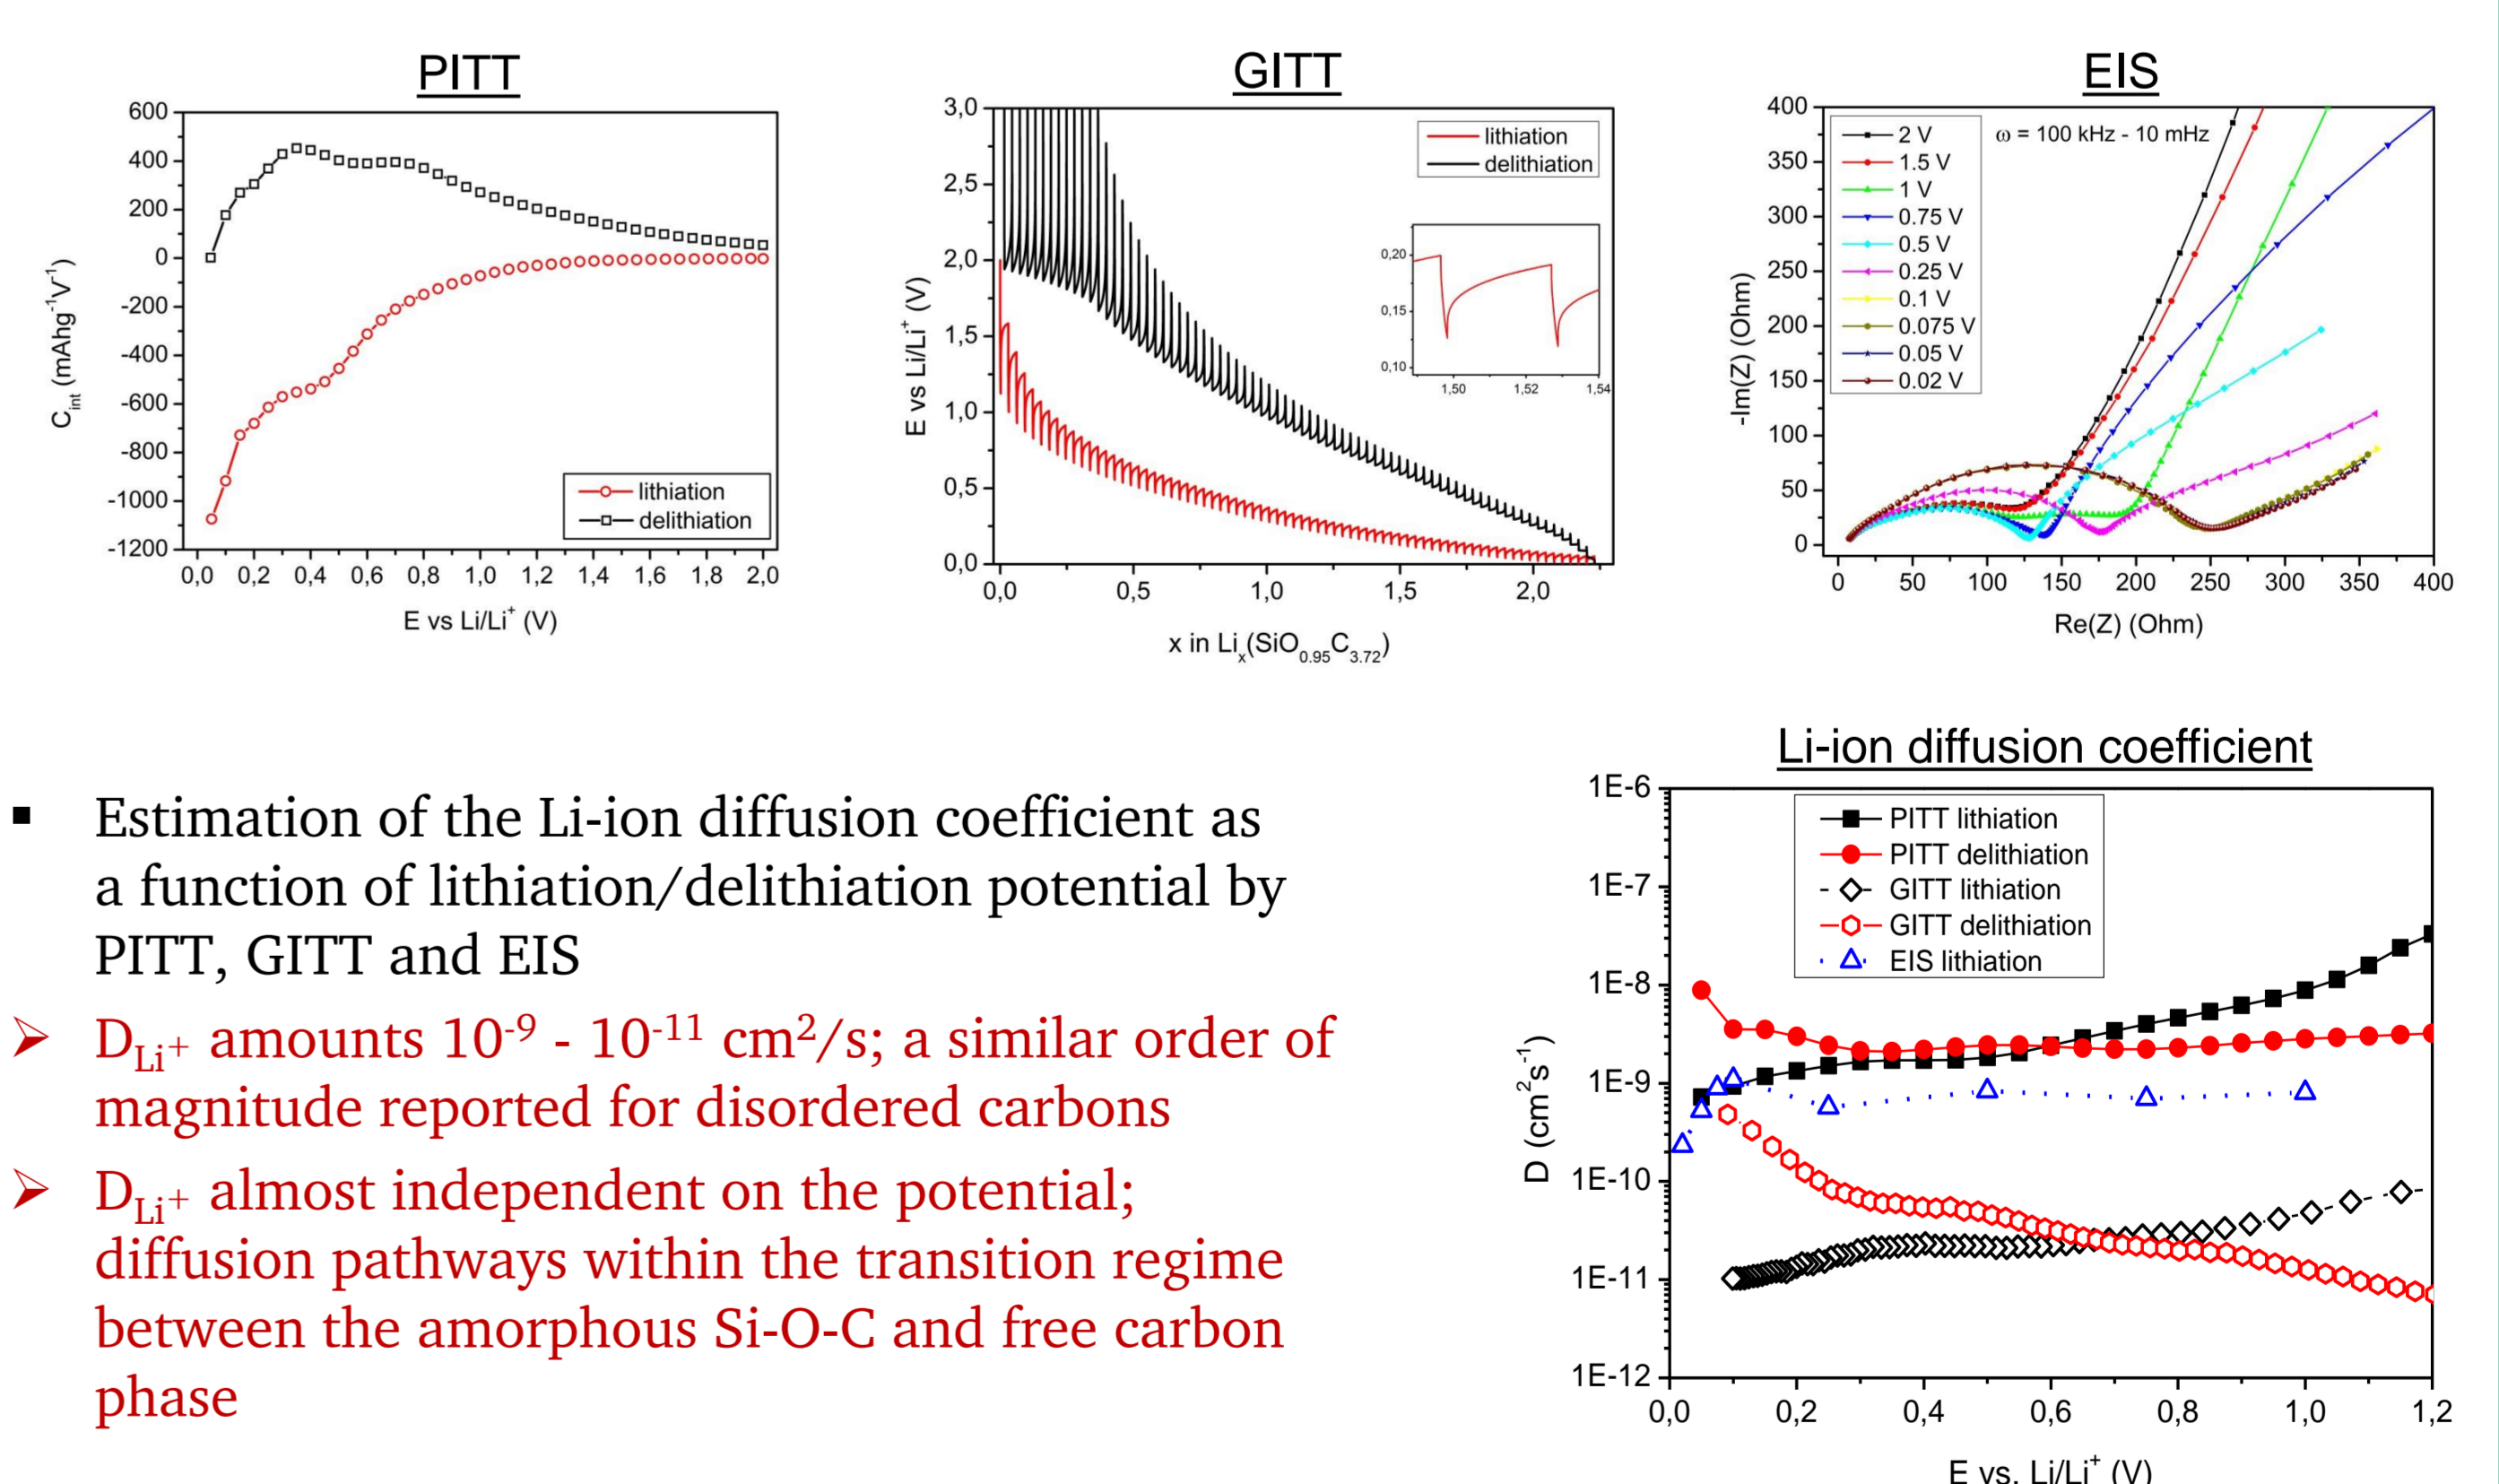 PITT
600
400
200
0
-200
-400
-600
-800
-1000
-1200
C_int (mAhg⁻¹V⁻¹)
lithiation
delithiation
0,0 0,2 0,4 0,6 0,8 1,0 1,2 1,4 1,6 1,8 2,0
E vs Li/Li⁺ (V)
GITT
3,0
2,5
2,0
1,5
1,0
0,5
0,0
E vs Li/Li⁺ (V)
lithiation
delithiation
0,20
0,15
0,10
1,50 1,52 1,54
0,0 0,5 1,0 1,5 2,0
x in Liₓ(SiO₀.₉₅C₃.₇₂)
EIS
400
350
300
250
200
150
100
50
0
-Im(Z) (Ohm)
2 V
1.5 V
1 V
0.75 V
0.5 V
0.25 V
0.1 V
0.075 V
0.05 V
0.02 V
ω = 100 kHz - 10 mHz
0 50 100 150 200 250 300 350 400
Re(Z) (Ohm)
▪ Estimation of the Li-ion diffusion coefficient as
a function of lithiation/delithiation potential by
PITT, GITT and EIS
➢ D_Li⁺ amounts 10⁻⁹ - 10⁻¹¹ cm²/s; a similar order of
magnitude reported for disordered carbons
➢ D_Li⁺ almost independent on the potential;
diffusion pathways within the transition regime
between the amorphous Si-O-C and free carbon
phase
Li-ion diffusion coefficient
1E-6
1E-7
1E-8
1E-9
1E-10
1E-11
1E-12
D (cm²s⁻¹)
PITT lithiation
PITT delithiation
GITT lithiation
GITT delithiation
EIS lithiation
0,0 0,2 0,4 0,6 0,8 1,0 1,2
E vs. Li/Li⁺ (V)